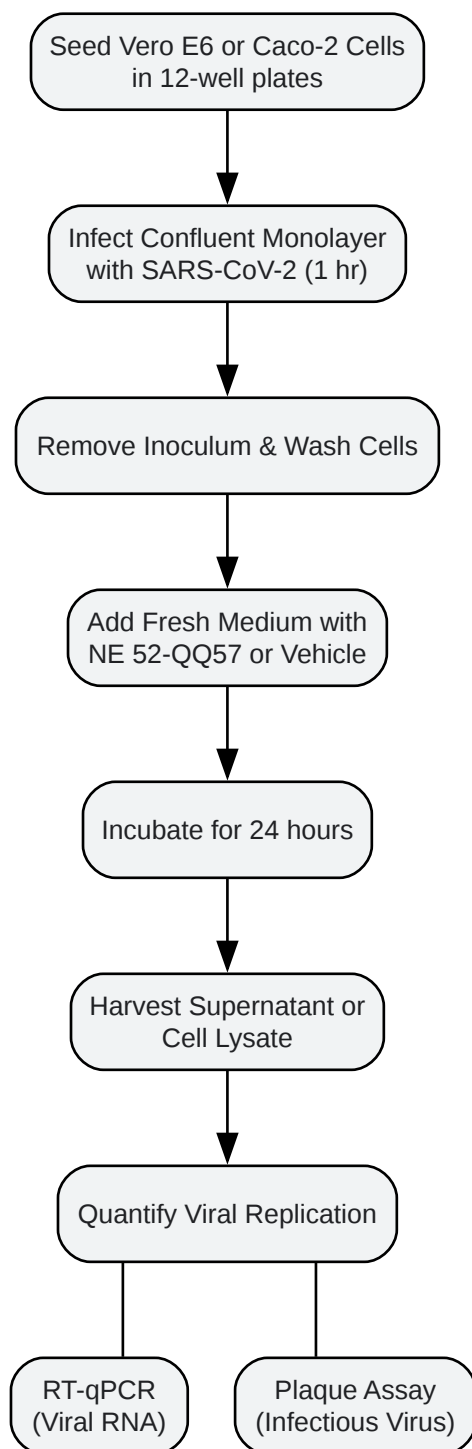 Seed Vero E6 or Caco-2 Cells
in 12-well plates
Infect Confluent Monolayer
with SARS-CoV-2 (1 hr)
Remove Inoculum & Wash Cells
Add Fresh Medium with
NE 52-QQ57 or Vehicle
Incubate for 24 hours
Harvest Supernatant or
Cell Lysate
Quantify Viral Replication
RT-qPCR
(Viral RNA)
Plaque Assay
(Infectious Virus)